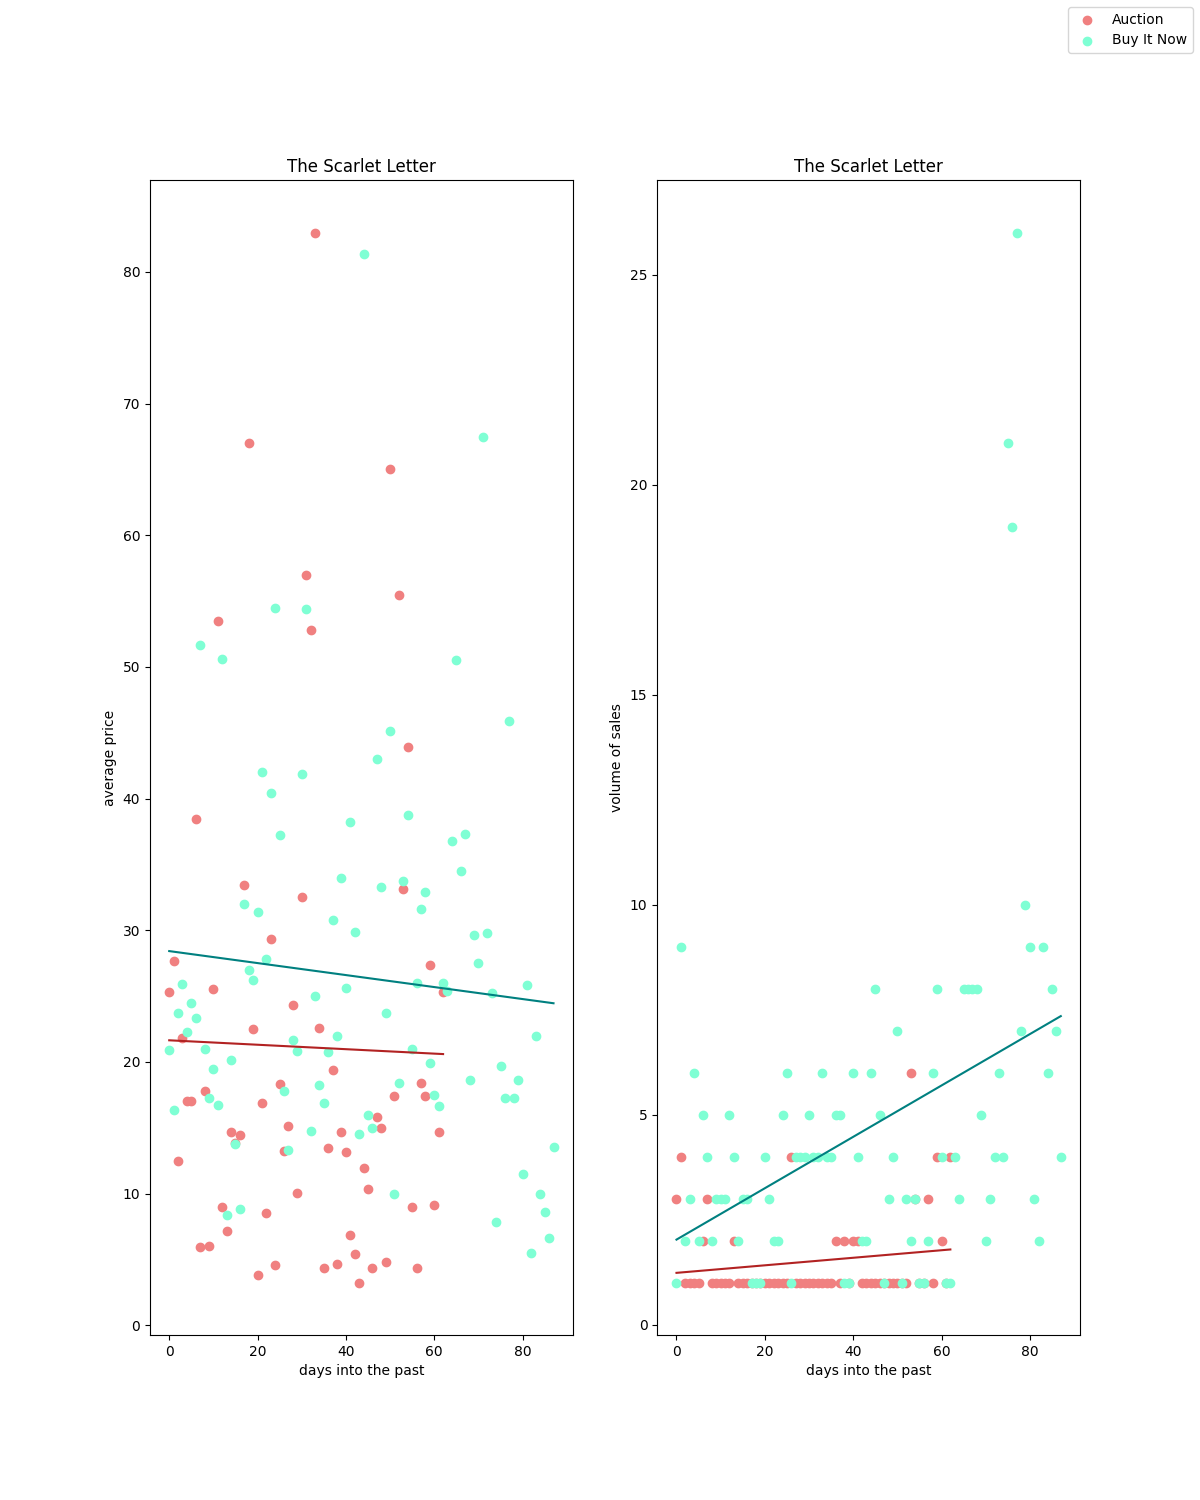 Auction
Buy It Now
The Scarlet Letter
average price
80
70
60
50
40
30
20
10
0
0 20 40 60 80
days into the past
The Scarlet Letter
volume of sales
25
20
15
10
5
0
0 20 40 60 80
days into the past